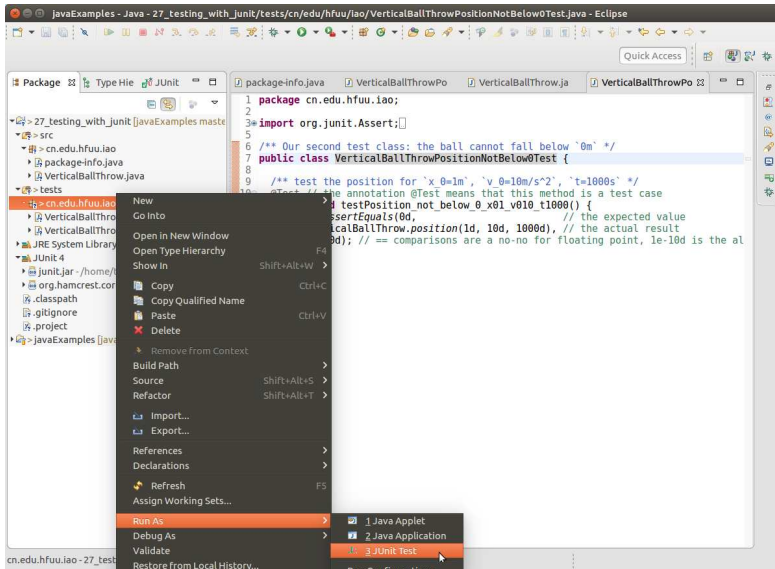 javaExamples - Java - 27_testing_with_junit/tests/cn/edu/hfuu/iao/VerticalBallThrowPositionNotBelow0Test.java - Eclipse
Quick Access
Package
Type Hie
JUnit
package-info.java
VerticalBallThrowPo
VerticalBallThrow.ja
VerticalBallThrowPo
> 27_testing_with_junit [javaExamples maste
> src
> cn.edu.hfuu.iao
> package-info.java
> VerticalBallThrow.java
> tests
> cn.edu.hfuu.iao
> VerticalBallThro
> VerticalBallThro
JRE System Library
JUnit 4
junit.jar - /home/t
org.hamcrest.cor
.classpath
.gitignore
.project
> javaExamples [java
1 package cn.edu.hfuu.iao;
2
3 import org.junit.Assert;
5
6 /** Our second test class: the ball cannot fall below `0m` */
7 public class VerticalBallThrowPositionNotBelow0Test {
8
9 /** test the position for `x_0=1m`, `v_0=10m/s^2`, `t=1000s` */
10 @Test // the annotation @Test means that this method is a test case
d testPosition_not_below_0_x01_v010_t1000() {
ssertEquals(0d, // the expected value
icalBallThrow.position(1d, 10d, 1000d), // the actual result
0d); // == comparisons are a no-no for floating point, 1e-10d is the al
New
Go Into
Open in New Window
Open Type Hierarchy F4
Show In Shift+Alt+W
Copy Ctrl+C
Copy Qualified Name
Paste Ctrl+V
Delete
Remove from Context
Build Path
Source Shift+Alt+S
Refactor Shift+Alt+T
Import...
Export...
References
Declarations
Refresh F5
Assign Working Sets...
Run As
Debug As
Validate
Restore from Local History...
1 Java Applet
2 Java Application
3 JUnit Test
cn.edu.hfuu.iao - 27_test